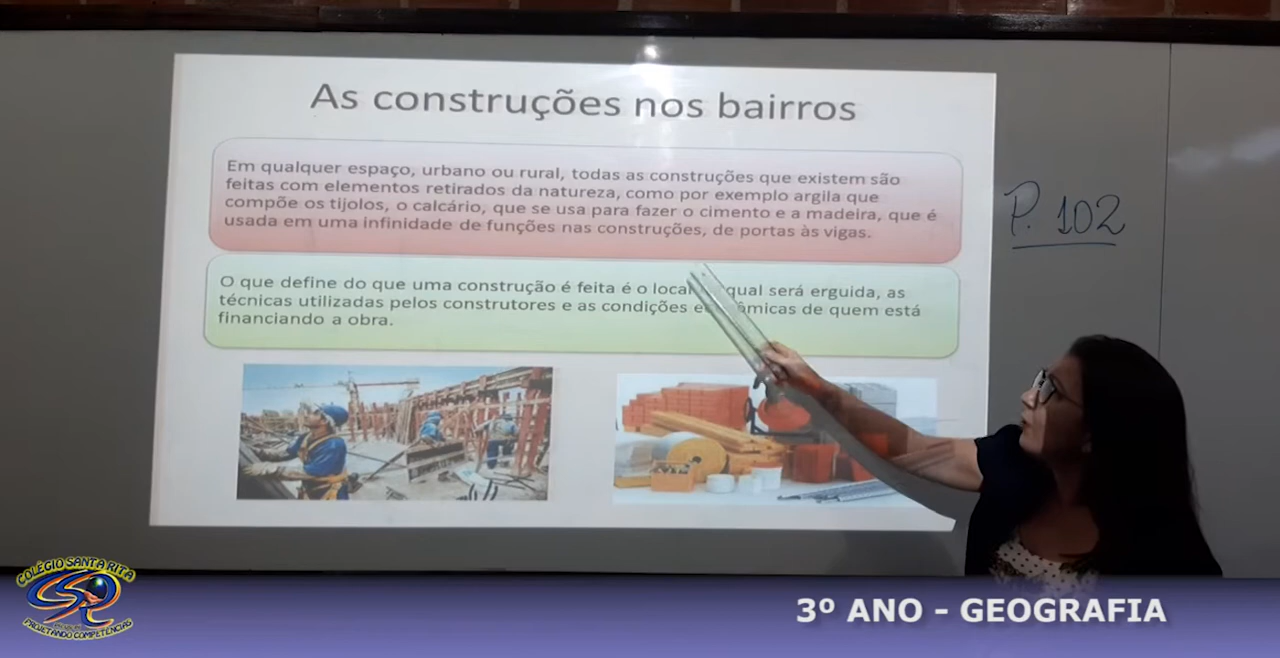 As construções nos bairros
Em qualquer espaço, urbano ou rural, todas as construções que existem são
feitas com elementos retirados da natureza, como por exemplo argila que
compõe os tijolos, o calcário, que se usa para fazer o cimento e a madeira, que é
usada em uma infinidade de funções nas construções, de portas às vigas.
P. 102
O que define do que uma construção é feita é o local qual será erguida, as
técnicas utilizadas pelos construtores e as condições de quem está
financiando a obra.
COLÉGIO SANTA RITA
PROJETANDO COMPETÊNCIAS
3º ANO - GEOGRAFIA